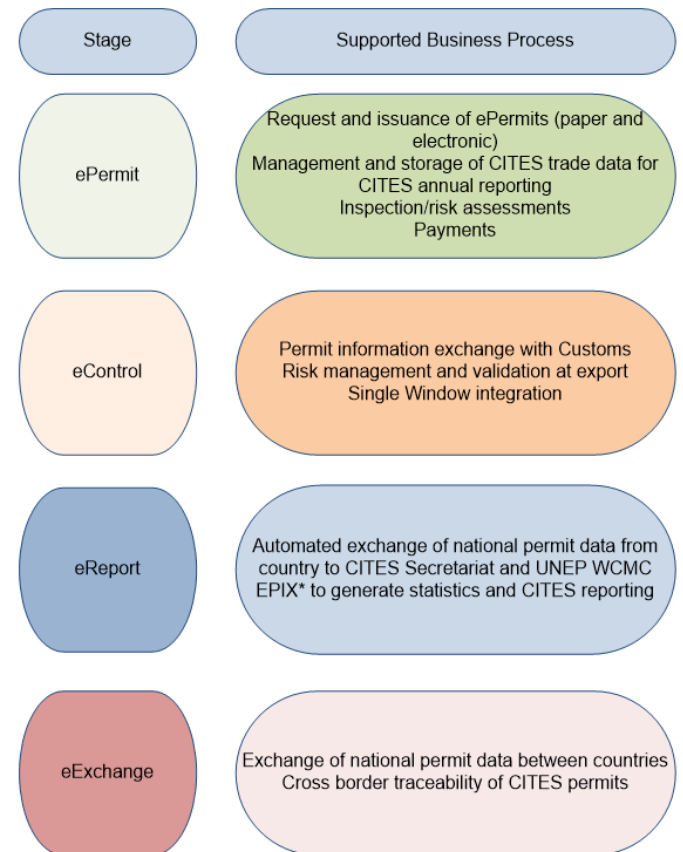 Stage
Supported Business Process
ePermit
Request and issuance of ePermits (paper and
electronic)
Management and storage of CITES trade data for
CITES annual reporting
Inspection/risk assessments
Payments
eControl
Permit information exchange with Customs
Risk management and validation at export
Single Window integration
eReport
Automated exchange of national permit data from
country to CITES Secretariat and UNEP WCMC
EPIX* to generate statistics and CITES reporting
eExchange
Exchange of national permit data between countries
Cross border traceability of CITES permits